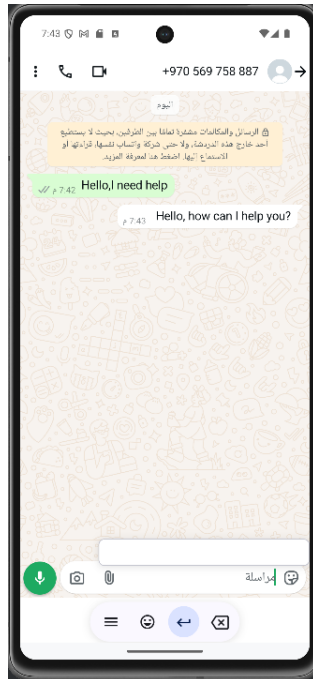 7:43
+970 569 758 887
اليوم
الرسائل والمكالمات مشفرة تمامًا بين الطرفين، بحيث لا يستطيع
أحد خارج هذه الدردشة، ولا حتى شركة واتساب نفسها، قراءتها أو
الاستماع إليها. اضغط هنا لمعرفة المزيد.
Hello,I need help
7:42 م
Hello, how can I help you?
7:43 م
مراسلة